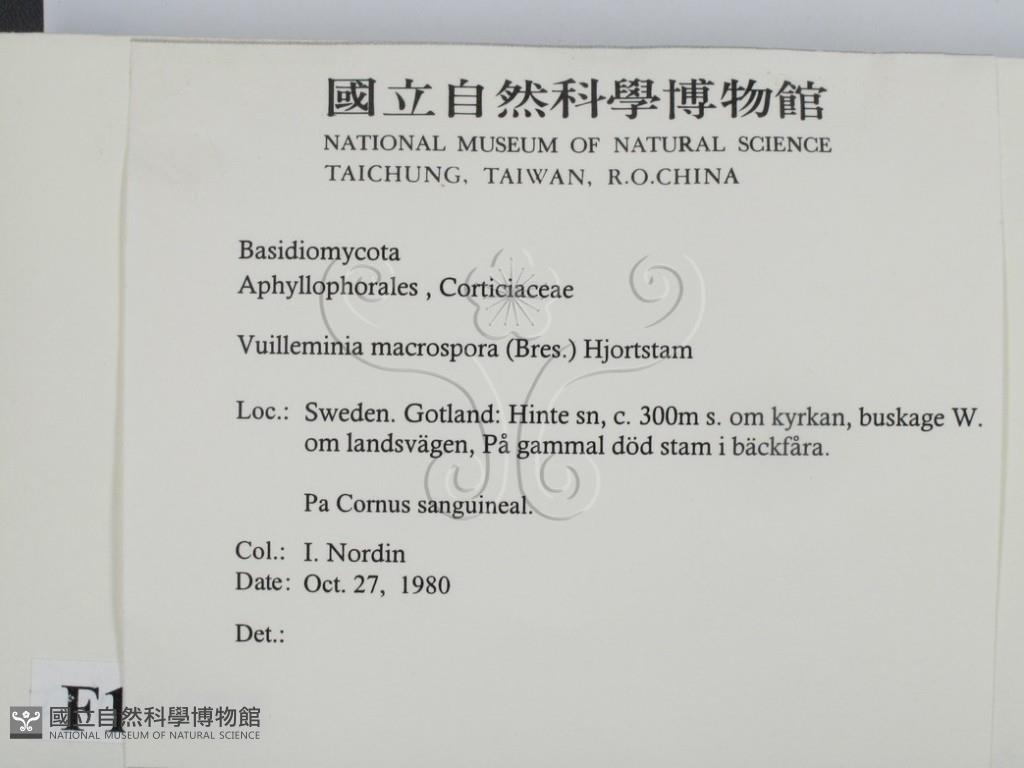 國立自然科學博物館
NATIONAL MUSEUM OF NATURAL SCIENCE
TAICHUNG, TAIWAN, R.O.CHINA
Basidiomycota
Aphyllophorales , Corticiaceae
Vuilleminia macrospora (Bres.) Hjortstam
Loc.: Sweden. Gotland: Hinte sn, c. 300m s. om kyrkan, buskage W.
om landsvägen, På gammal död stam i bäckfåra.
Pa Cornus sanguineal.
Col.: I. Nordin
Date: Oct. 27, 1980
Det.:
F1
國立自然科學博物館
NATIONAL MUSEUM OF NATURAL SCIENCE